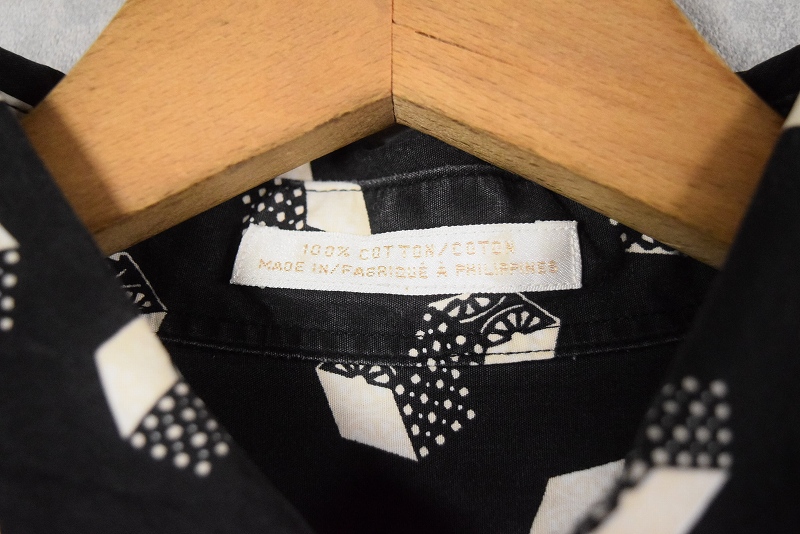 100% COTTON/COTON
MADE IN/FABRIQUÉ À PHILIPPINES